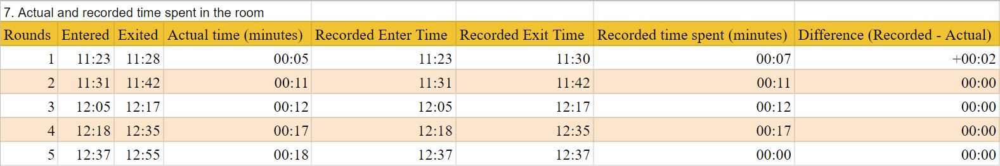 7. Actual and recorded time spent in the room
Rounds Entered Exited Actual time (minutes) Recorded Enter Time Recorded Exit Time Recorded time spent (minutes) Difference (Recorded - Actual)
1 11:23 11:28 00:05 11:23 11:30 00:07 +00:02
2 11:31 11:42 00:11 11:31 11:42 00:11 00:00
3 12:05 12:17 00:12 12:05 12:17 00:12 00:00
4 12:18 12:35 00:17 12:18 12:35 00:17 00:00
5 12:37 12:55 00:18 12:37 12:37 00:00 00:00